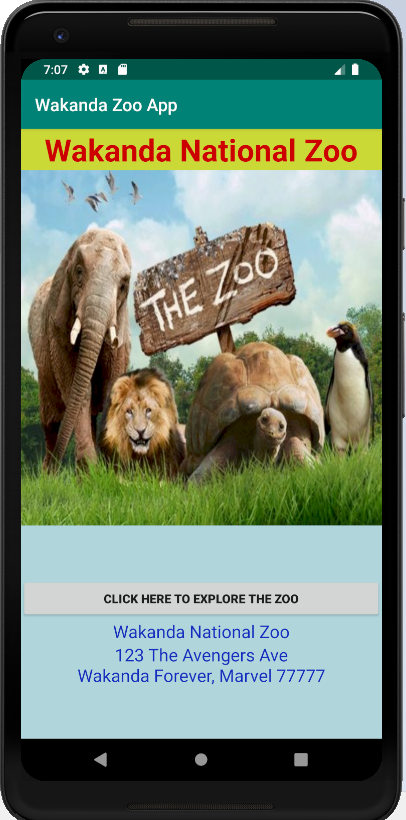 7:07
Wakanda Zoo App
Wakanda National Zoo
THE ZOO
CLICK HERE TO EXPLORE THE ZOO
Wakanda National Zoo
123 The Avengers Ave
Wakanda Forever, Marvel 77777